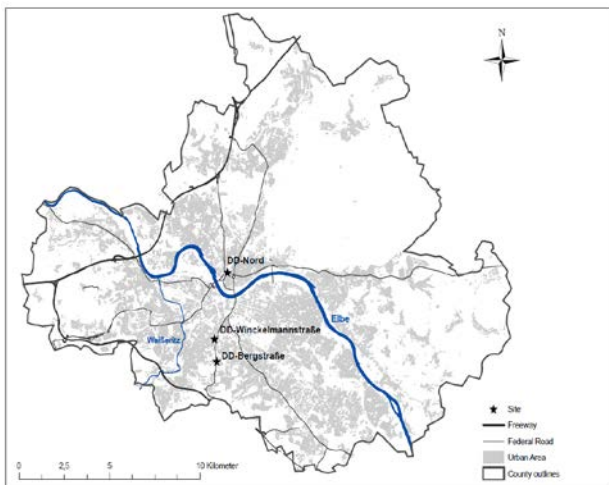 N
DD-Nord
Elbe
DD-Winckelmannstraße
Weißeritz
DD-Bergstraße
Site
Freeway
Federal Road
Urban Area
County outlines
0 2,5 5 10 Kilometer